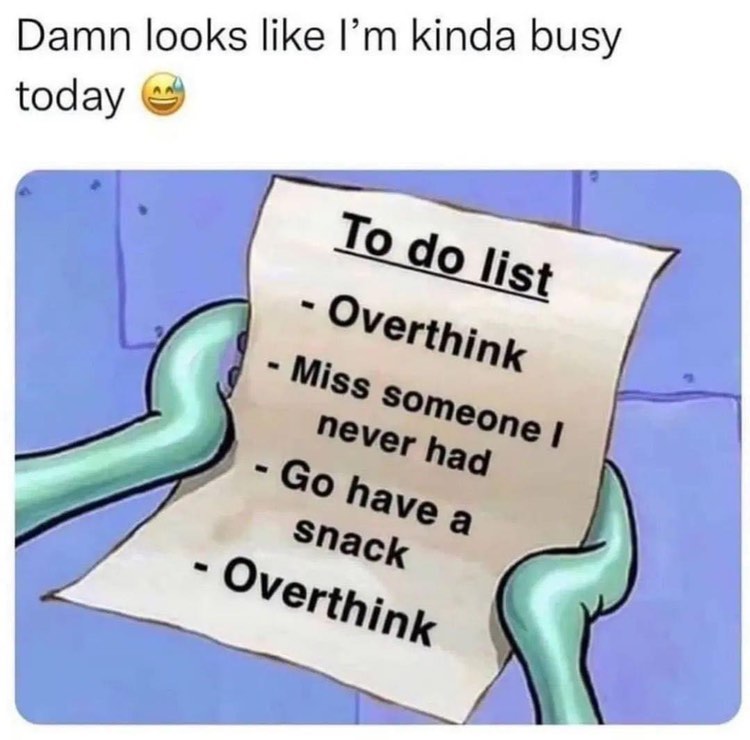 Damn looks like I’m kinda busy
today 😅
To do list
- Overthink
- Miss someone I
never had
- Go have a
snack
- Overthink